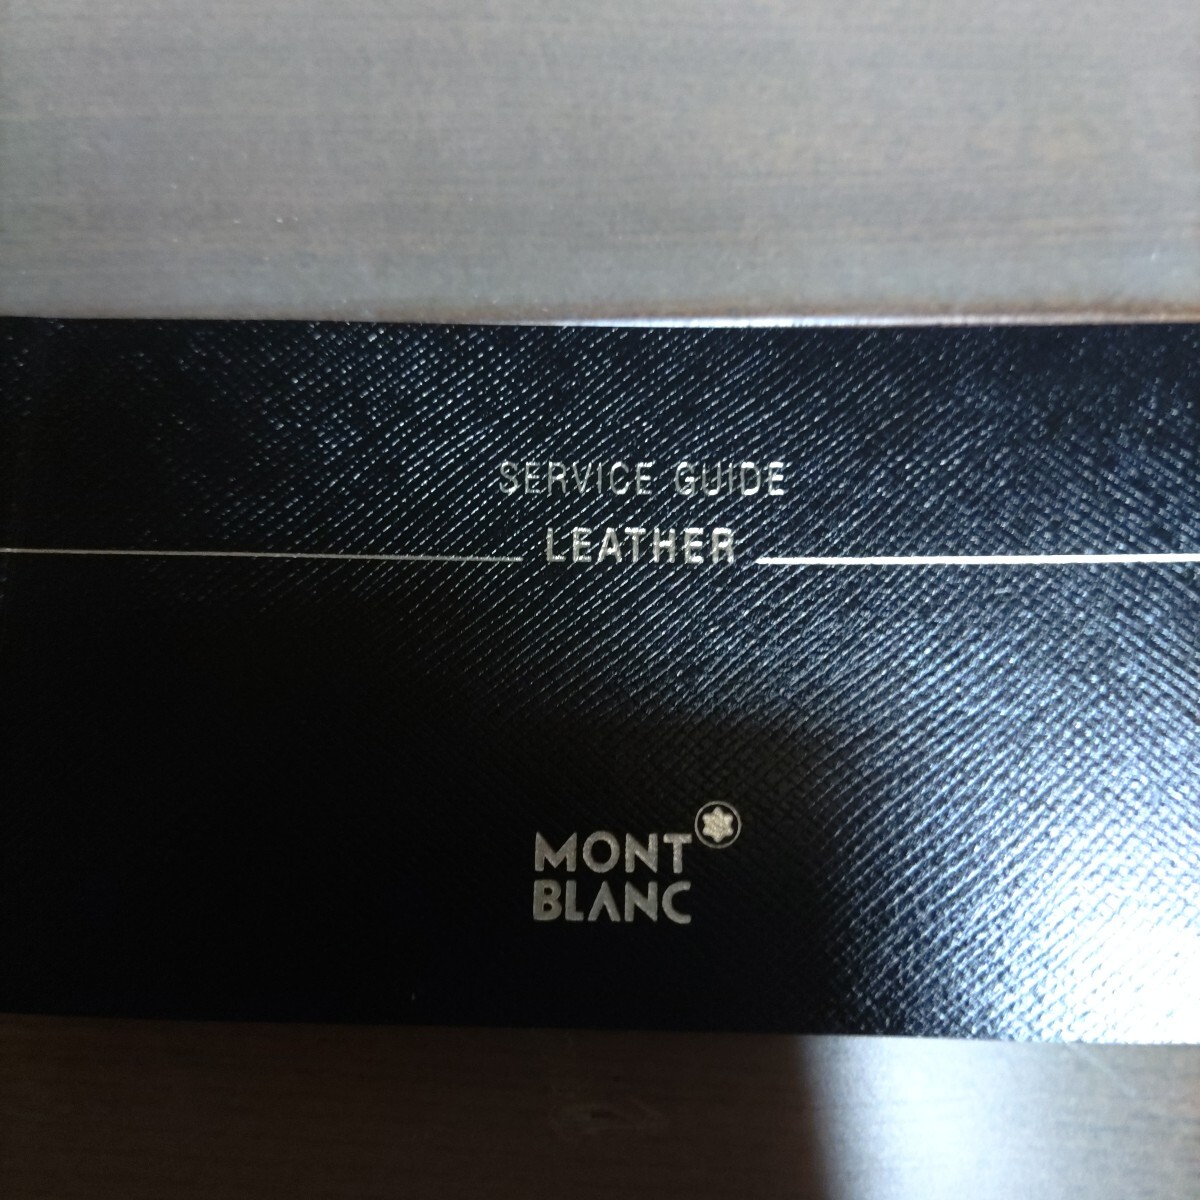 SERVICE GUIDE
LEATHER
MONT
BLANC